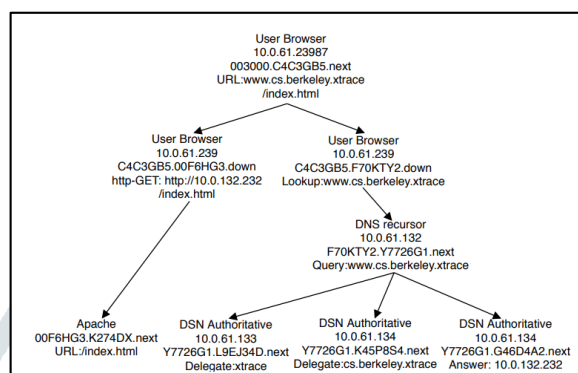 User Browser
10.0.61.23987
003000.C4C3GB5.next
URL:www.cs.berkeley.xtrace
/index.html
User Browser
10.0.61.239
C4C3GB5.00F6HG3.down
http-GET: http://10.0.132.232
/index.html
User Browser
10.0.61.239
C4C3GB5.F70KTY2.down
Lookup:www.cs.berkeley.xtrace
DNS recursor
10.0.61.132
F70KTY2.Y7726G1.next
Query:www.cs.berkeley.xtrace
Apache
00F6HG3.K274DX.next
URL:/index.html
DSN Authoritative
10.0.61.133
Y7726G1.L9EJ34D.next
Delegate:xtrace
DSN Authoritative
10.0.61.134
Y7726G1.K45P8S4.next
Delegate:cs.berkeley.xtrace
DSN Authoritative
10.0.61.134
Y7726G1.G46D4A2.next
Answer: 10.0.132.232